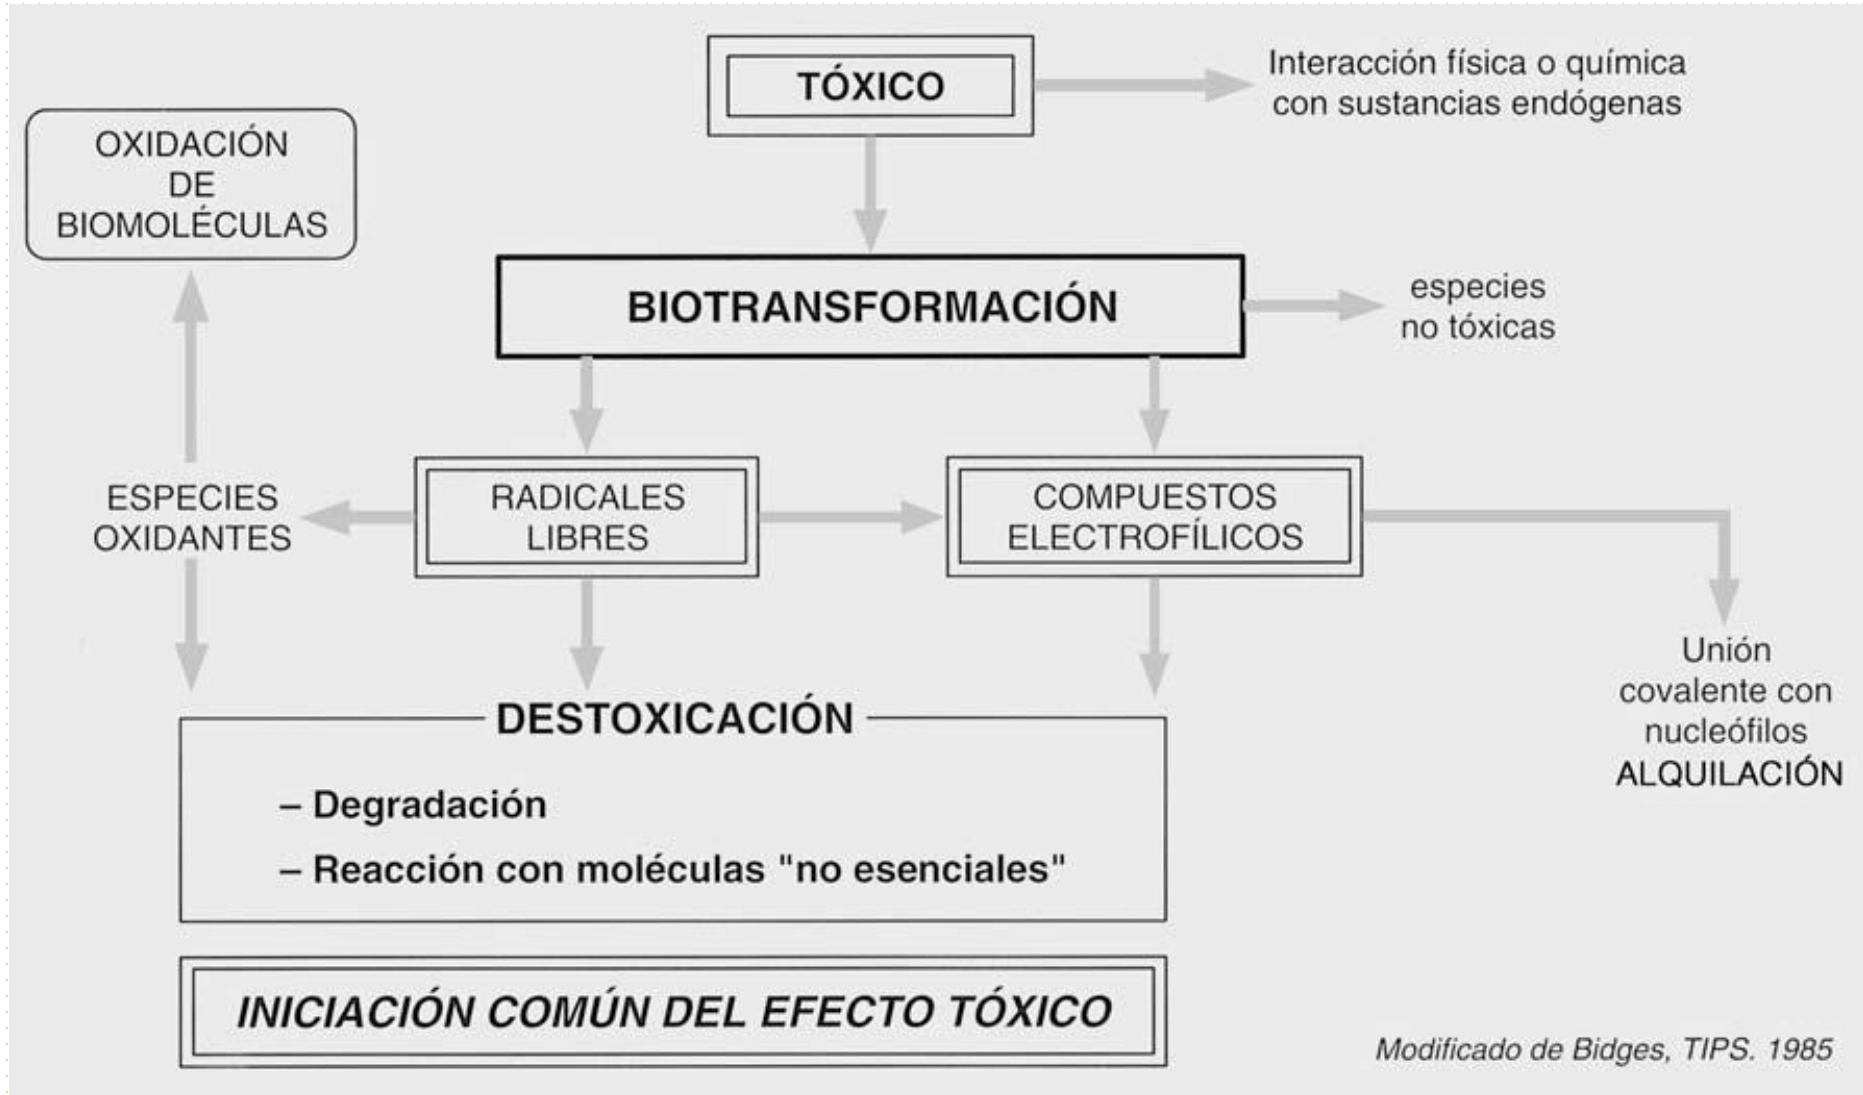 TÓXICO
Interacción física o química
con sustancias endógenas
OXIDACIÓN
DE
BIOMOLÉCULAS
BIOTRANSFORMACIÓN
especies
no tóxicas
ESPECIES
OXIDANTES
RADICALES
LIBRES
COMPUESTOS
ELECTROFÍLICOS
Unión
covalente con
nucleófilos
ALQUILACIÓN
DESTOXICACIÓN
– Degradación
– Reacción con moléculas "no esenciales"
INICIACIÓN COMÚN DEL EFECTO TÓXICO
Modificado de Bidges, TIPS. 1985